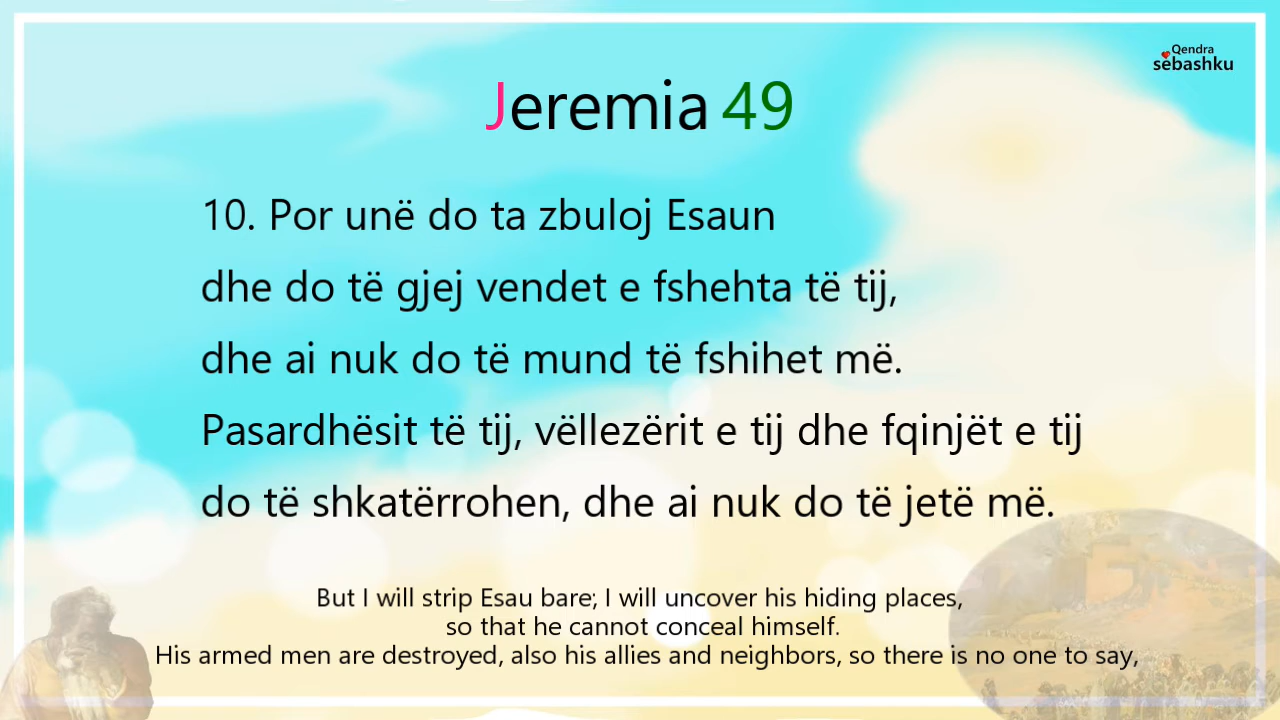 Qendra
sëbashku
Jeremia 49
10. Por unë do ta zbuloj Esaun
dhe do të gjej vendet e fshehta të tij,
dhe ai nuk do të mund të fshihet më.
Pasardhësit të tij, vëllezërit e tij dhe fqinjët e tij
do të shkatërrohen, dhe ai nuk do të jetë më.
But I will strip Esau bare; I will uncover his hiding places,
so that he cannot conceal himself.
His armed men are destroyed, also his allies and neighbors, so there is no one to say,